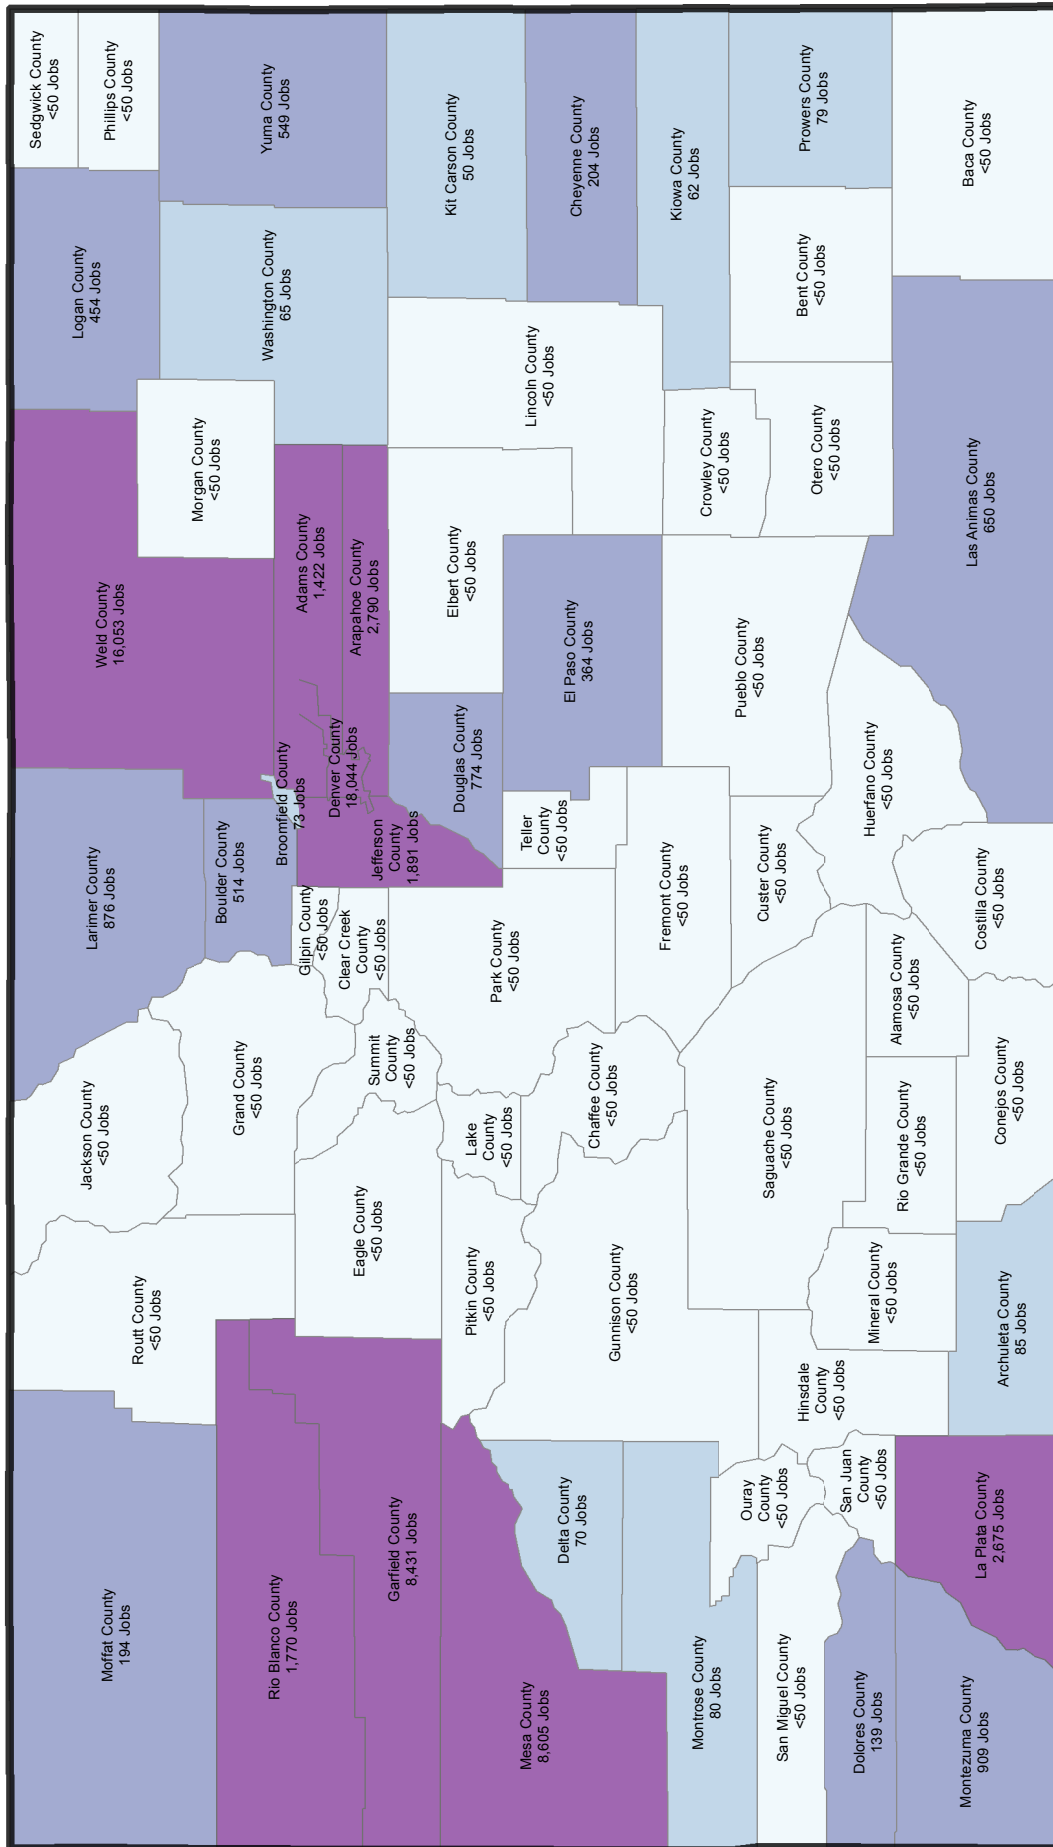 Moffat County
194 Jobs
Routt County
<50 Jobs
Jackson County
<50 Jobs
Larimer County
876 Jobs
Weld County
16,053 Jobs
Logan County
454 Jobs
Sedgwick County
<50 Jobs
Phillips County
<50 Jobs
Rio Blanco County
1,770 Jobs
Grand County
<50 Jobs
Boulder County
514 Jobs
Morgan County
<50 Jobs
Washington County
65 Jobs
Yuma County
549 Jobs
Garfield County
8,431 Jobs
Eagle County
<50 Jobs
Summit
County
<50 Jobs
Gilpin County
<50 Jobs
Clear Creek
County
<50 Jobs
Broomfield County
73 Jobs
Denver County
18,044 Jobs
Jefferson
County
1,891 Jobs
Adams County
1,422 Jobs
Arapahoe County
2,790 Jobs
Mesa County
8,605 Jobs
Pitkin County
<50 Jobs
Lake
County
<50 Jobs
Park County
<50 Jobs
Douglas County
774 Jobs
Elbert County
<50 Jobs
Lincoln County
<50 Jobs
Kit Carson County
50 Jobs
Delta County
70 Jobs
Gunnison County
<50 Jobs
Chaffee County
<50 Jobs
Teller
County
<50 Jobs
El Paso County
364 Jobs
Cheyenne County
204 Jobs
Montrose County
80 Jobs
Fremont County
<50 Jobs
Pueblo County
<50 Jobs
Crowley County
<50 Jobs
Kiowa County
62 Jobs
Ouray
County
<50 Jobs
Saguache County
<50 Jobs
Custer County
<50 Jobs
Otero County
<50 Jobs
Bent County
<50 Jobs
Prowers County
79 Jobs
San Miguel County
<50 Jobs
Hinsdale
County
<50 Jobs
Huerfano County
<50 Jobs
Dolores County
139 Jobs
San Juan
County
<50 Jobs
Mineral County
<50 Jobs
Rio Grande County
<50 Jobs
Alamosa County
<50 Jobs
Montezuma County
909 Jobs
La Plata County
2,675 Jobs
Archuleta County
85 Jobs
Conejos County
<50 Jobs
Costilla County
<50 Jobs
Las Animas County
650 Jobs
Baca County
<50 Jobs